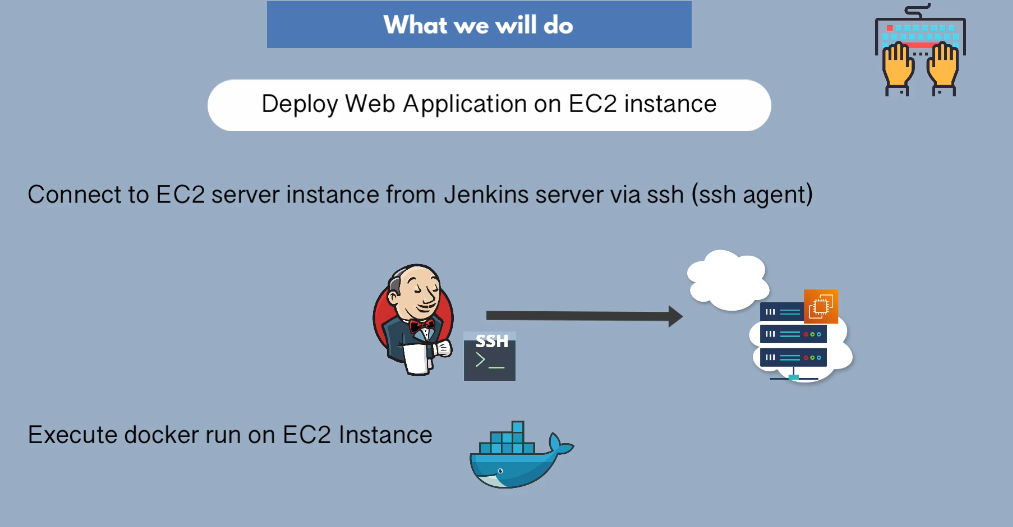 What we will do
Deploy Web Application on EC2 instance
Connect to EC2 server instance from Jenkins server via ssh (ssh agent)
SSH
>_
Execute docker run on EC2 Instance